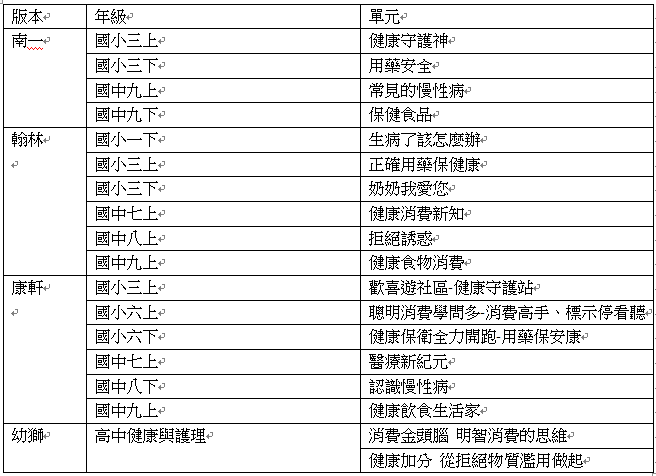 版本 年級 單元
南一 國小三上 健康守護神
國小三下 用藥安全
國中九上 常見的慢性病
國中九下 保健食品
翰林 國小一下 生病了該怎麼辦
國小三上 正確用藥保健康
國小三下 奶奶我愛您
國中七上 健康消費新知
國中八上 拒絕誘惑
國中九上 健康食物消費
康軒 國小三上 歡喜遊社區-健康守護站
國小六上 聰明消費學問多-消費高手、標示停看聽
國小六下 健康保衛全力開跑-用藥保安康
國中七上 醫療新紀元
國中八下 認識慢性病
國中九上 健康飲食生活家
幼獅 高中健康與護理 消費金頭腦 明智消費的思維
健康加分 從拒絕物質濫用做起